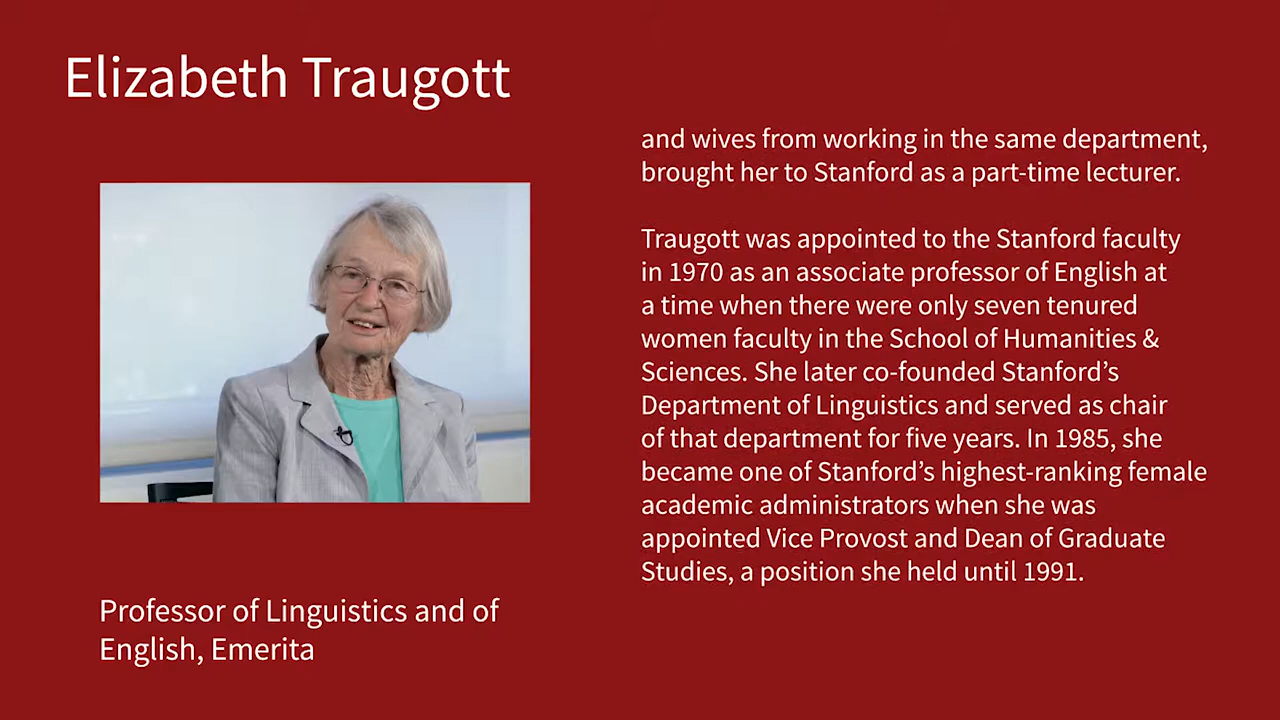 Elizabeth Traugott
and wives from working in the same department,
brought her to Stanford as a part-time lecturer.
Traugott was appointed to the Stanford faculty
in 1970 as an associate professor of English at
a time when there were only seven tenured
women faculty in the School of Humanities &
Sciences. She later co-founded Stanford’s
Department of Linguistics and served as chair
of that department for five years. In 1985, she
became one of Stanford’s highest-ranking female
academic administrators when she was
appointed Vice Provost and Dean of Graduate
Studies, a position she held until 1991.
Professor of Linguistics and of
English, Emerita